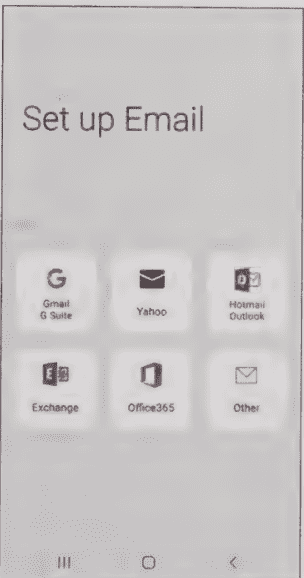 Set up Email
Gmail
G Suite
Yahoo
Hotmail
Outlook
Exchange
Office365
Other